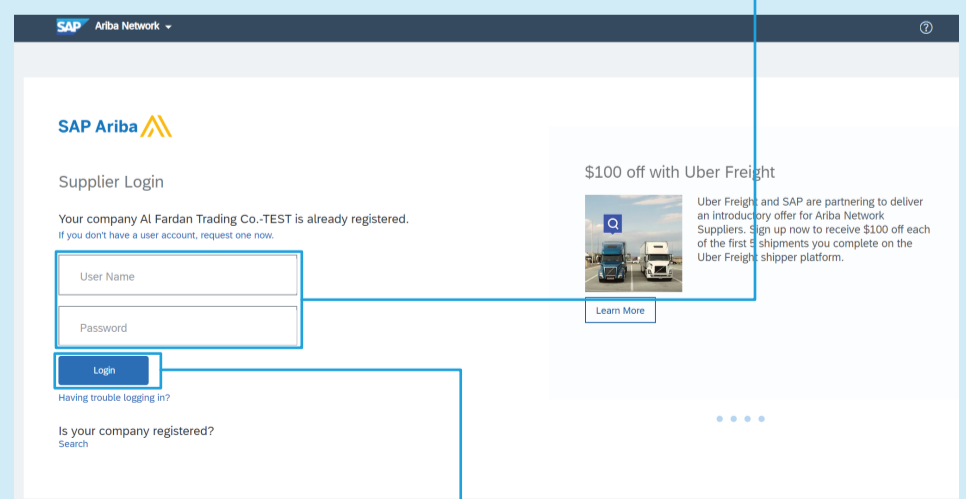 SAP Ariba Network
SAP Ariba
Supplier Login
Your company Al Fardan Trading Co.-TEST is already registered.
If you don't have a user account, request one now.
User Name
Password
Login
Having trouble logging in?
Is your company registered?
Search
$100 off with Uber Freight
Uber Freight and SAP are partnering to deliver
an introductory offer for Ariba Network
Suppliers. Sign up now to receive $100 off each
of the first 5 shipments you complete on the
Uber Freight shipper platform.
Learn More